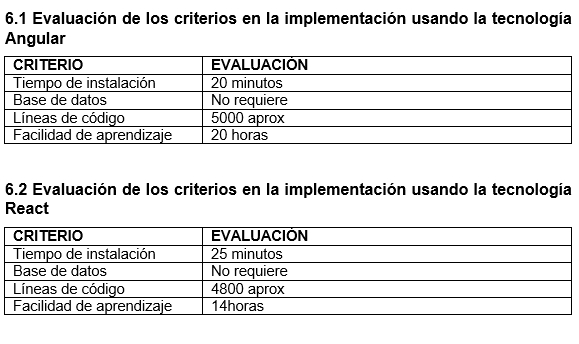 6.1 Evaluación de los criterios en la implementación usando la tecnología
Angular
CRITERIO EVALUACIÓN
Tiempo de instalación 20 minutos
Base de datos No requiere
Líneas de código 5000 aprox
Facilidad de aprendizaje 20 horas
6.2 Evaluación de los criterios en la implementación usando la tecnología
React
CRITERIO EVALUACIÓN
Tiempo de instalación 25 minutos
Base de datos No requiere
Líneas de código 4800 aprox
Facilidad de aprendizaje 14horas